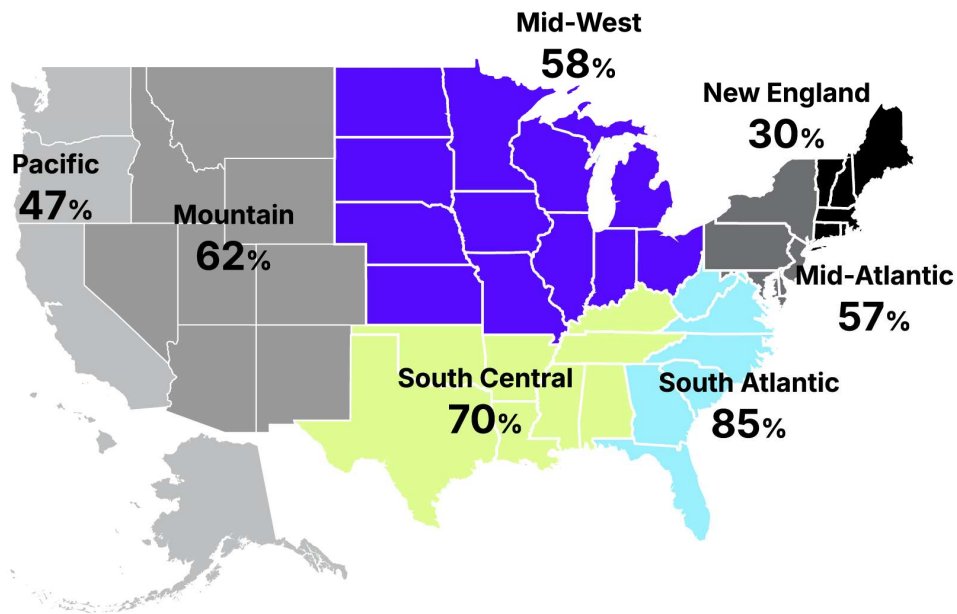 Mid-West
58%
New England
30%
Pacific
47%
Mountain
62%
Mid-Atlantic
57%
South Central
70%
South Atlantic
85%